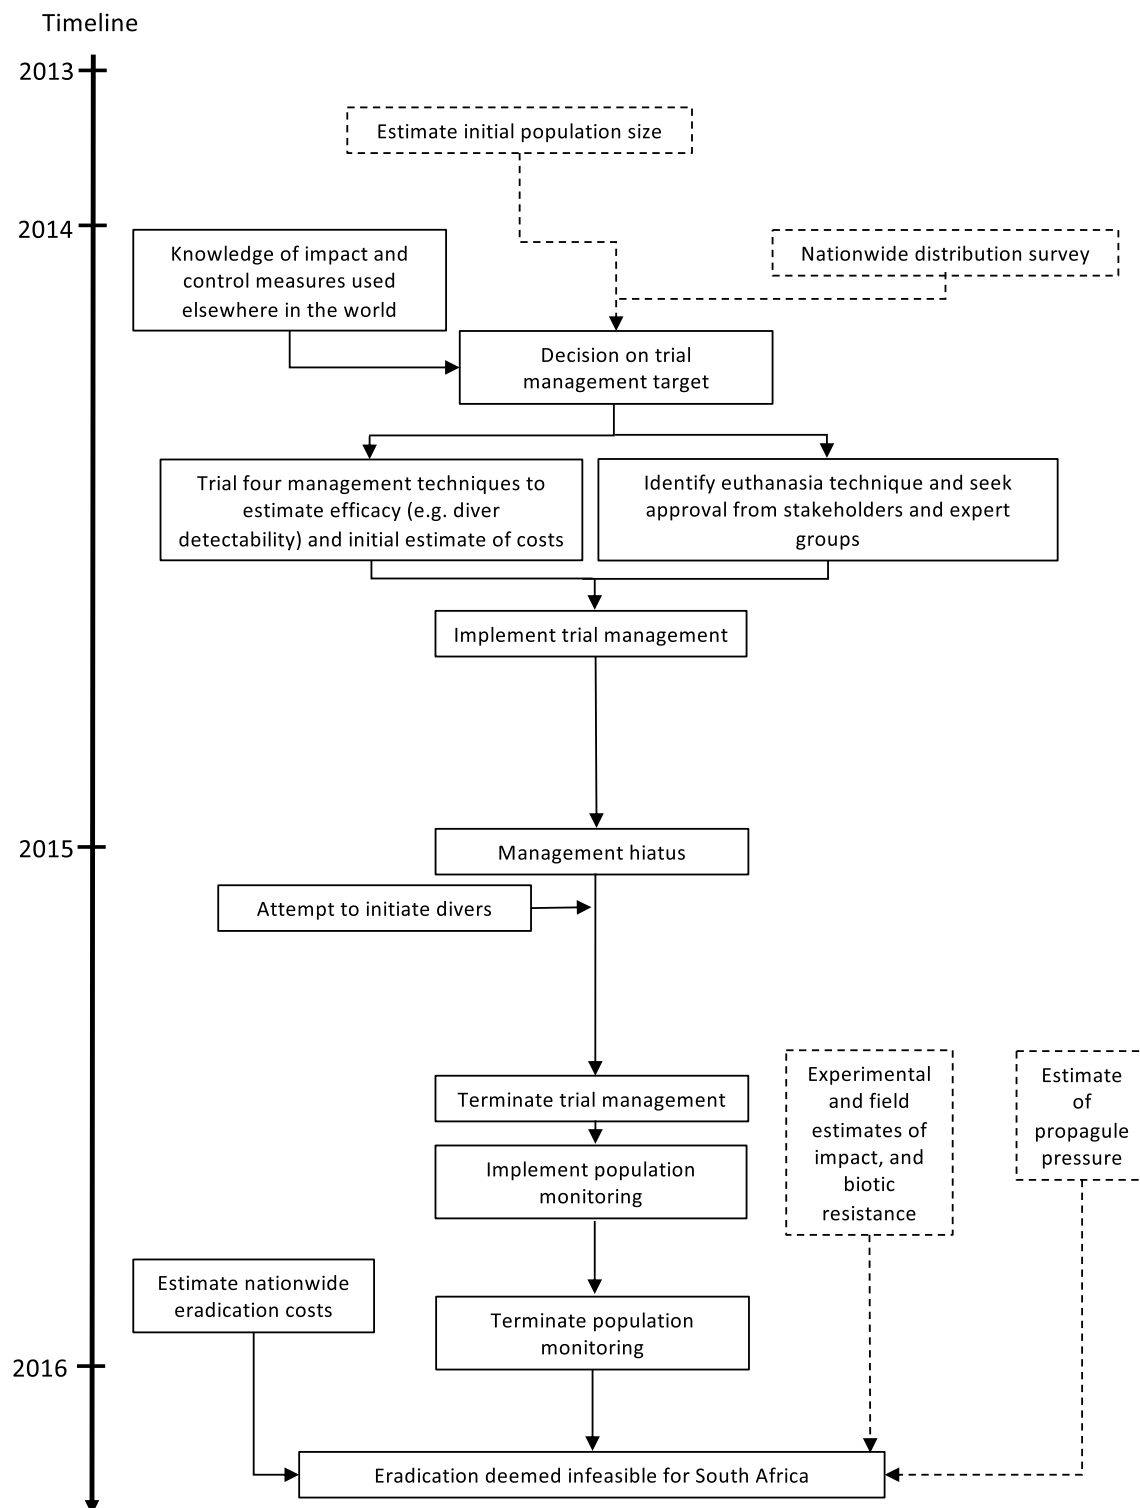 Timeline
2013
Estimate initial population size
2014
Knowledge of impact and
control measures used
elsewhere in the world
Nationwide distribution survey
Decision on trial
management target
Trial four management techniques to
estimate efficacy (e.g. diver
detectability) and initial estimate of costs
Identify euthanasia technique and seek
approval from stakeholders and expert
groups
Implement trial management
2015
Management hiatus
Attempt to initiate divers
Terminate trial management
Experimental
and field
estimates of
impact, and
biotic
resistance
Estimate
of
propagule
pressure
Implement population
monitoring
Estimate nationwide
eradication costs
Terminate population
monitoring
2016
Eradication deemed infeasible for South Africa